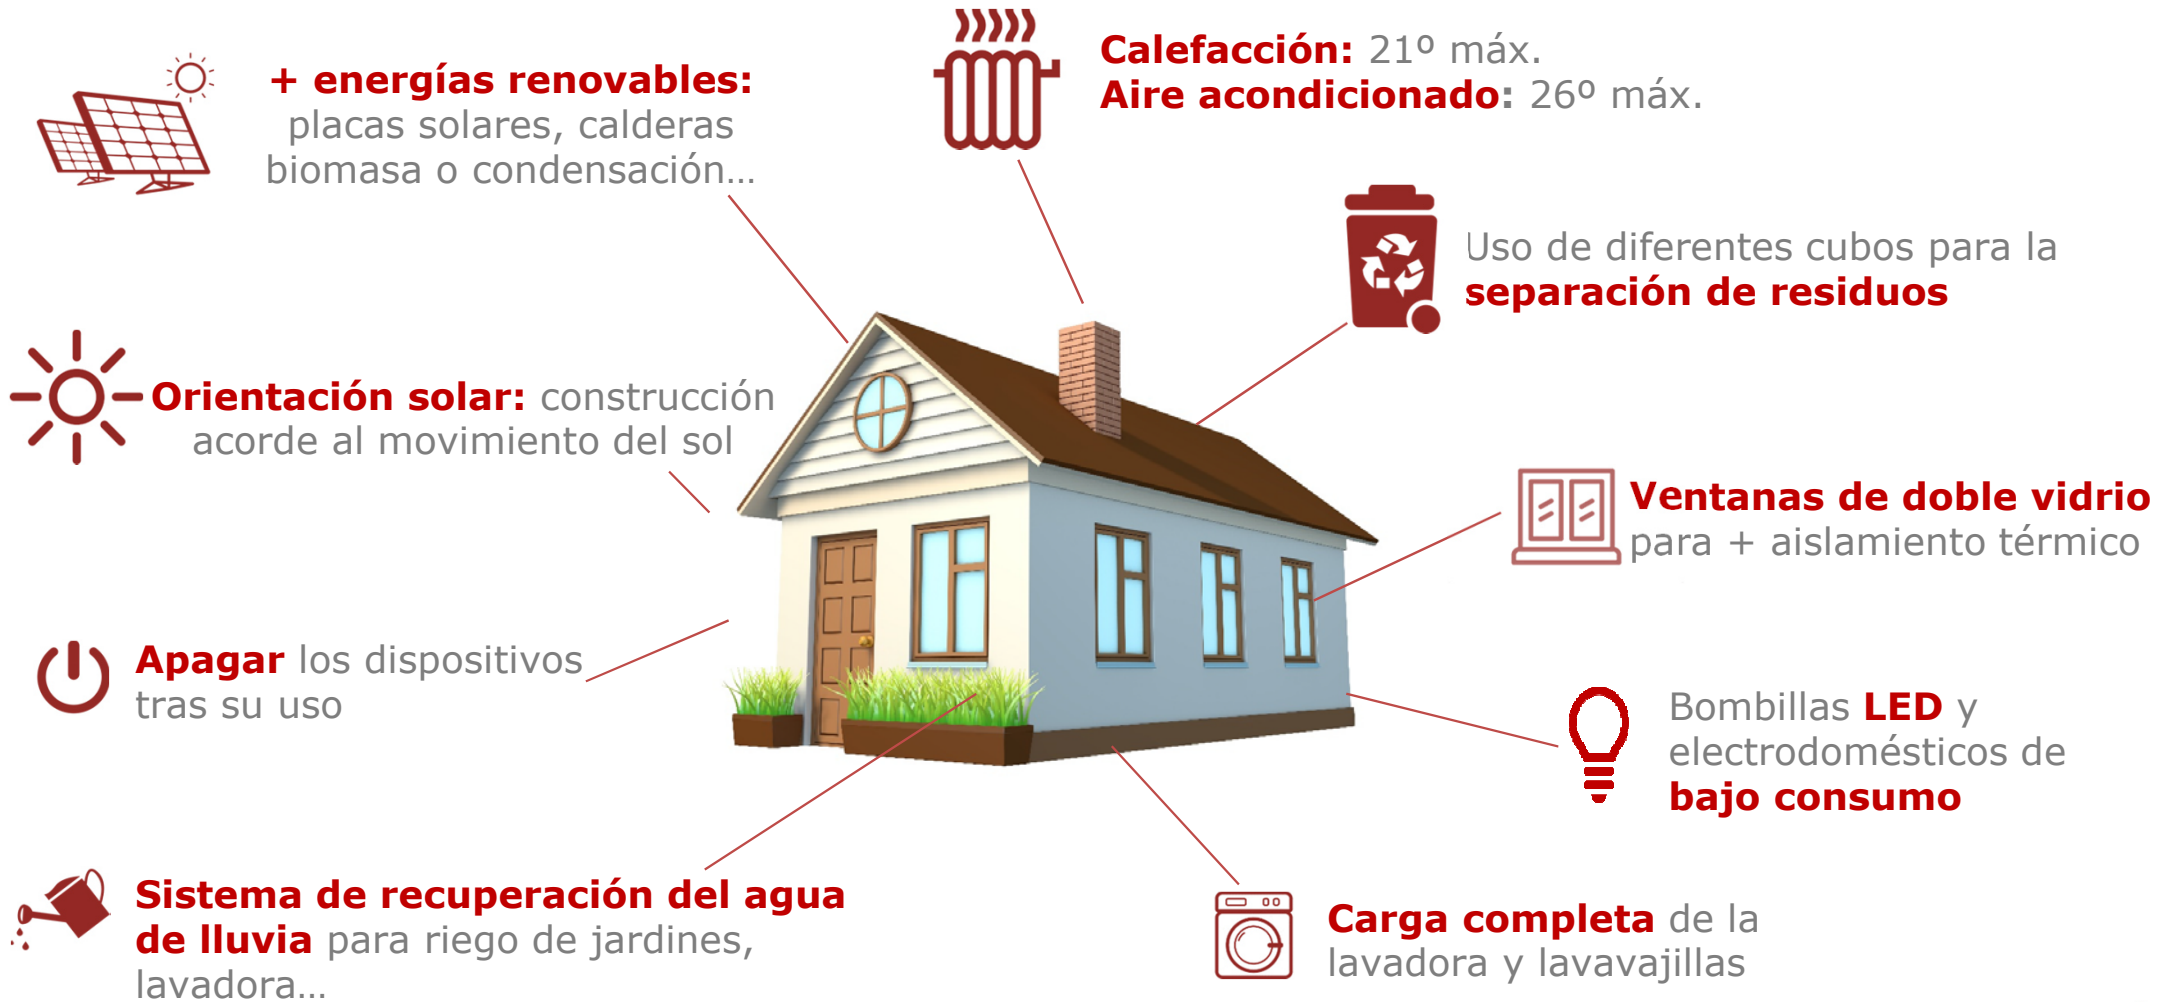 + energías renovables:
placas solares, calderas
biomasa o condensación…
Calefacción: 21º máx.
Aire acondicionado: 26º máx.
Uso de diferentes cubos para la
separación de residuos
Orientación solar: construcción
acorde al movimiento del sol
Ventanas de doble vidrio
para + aislamiento térmico
Apagar los dispositivos
tras su uso
Bombillas LED y
electrodomésticos de
bajo consumo
Sistema de recuperación del agua
de lluvia para riego de jardines,
lavadora…
Carga completa de la
lavadora y lavavajillas